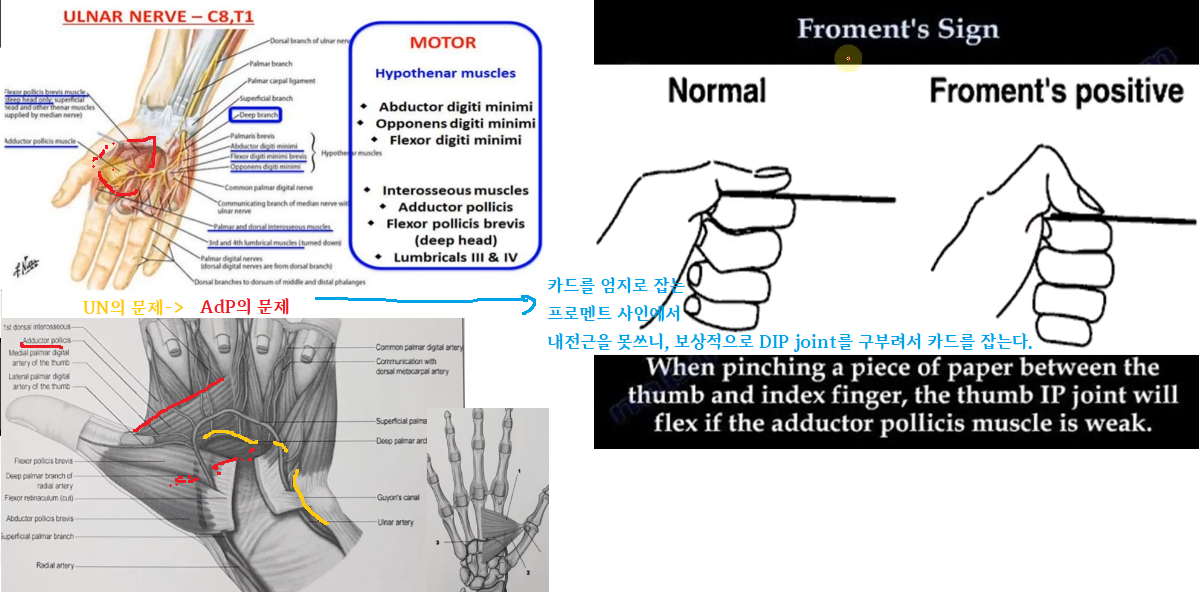 ULNAR NERVE – C8,T1
Dorsal branch of ulnar nerve
Palmar branch
Palmar carpal ligament
Superficial branch
Deep branch
Palmaris brevis
Abductor digiti minimi
Flexor digiti minimi brevis
Opponens digiti minimi
Hypothenar muscles
Common palmar digital nerve
Communicating branch of median nerve with
ulnar nerve
Palmar and dorsal interosseous muscles
3rd and 4th lumbrical muscles (turned down)
Palmar digital nerves
(dorsal digital nerves are from dorsal branch)
Dorsal branches to dorsum of middle and distal phalanges
Flexor pollicis brevis muscle
(deep head only; superficial
head and other thenar muscles
supplied by median nerve)
Adductor pollicis muscle
MOTOR
Hypothenar muscles
◆ Abductor digiti minimi
◆ Opponens digiti minimi
◆ Flexor digiti minimi
◆ Interosseous muscles
◆ Adductor pollicis
◆ Flexor pollicis brevis
(deep head)
◆ Lumbricals III & IV
Froment's Sign
Normal
Froment's positive
UN의 문제-> AdP의 문제
카드를 엄지로 잡는
프로멘트 사인에서
내전근을 못쓰니, 보상적으로 DIP joint를 구부려서 카드를 잡는다.
When pinching a piece of paper between the
thumb and index finger, the thumb IP joint will
flex if the adductor pollicis muscle is weak.
1st dorsal interosseous
Adductor pollicis
Medial palmar digital
artery of the thumb
Lateral palmar digital
artery of the thumb
Flexor pollicis brevis
Deep palmar branch of
radial artery
Flexor retinaculum (cut)
Abductor pollicis brevis
Superficial palmar branch
Radial artery
Common palmar digital artery
Communication with
dorsal metacarpal artery
Superficial palma
Deep palmar arc
Guyon's canal
Ulnar artery
1
3
2